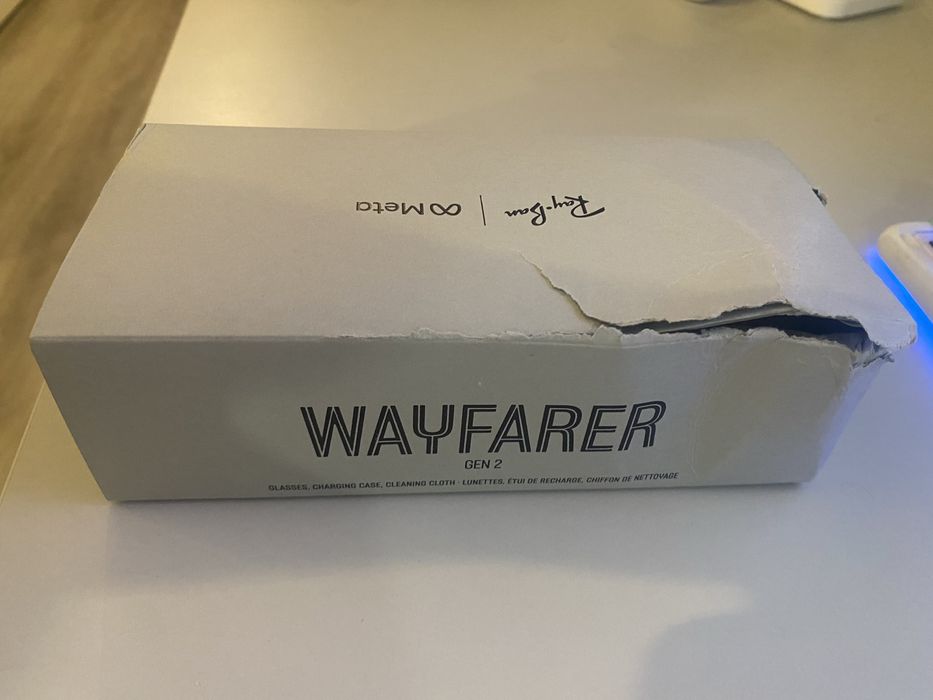 Ray-Ban | ∞ Meta
WAYFARER
GEN 2
GLASSES, CHARGING CASE, CLEANING CLOTH · LUNETTES, ÉTUI DE RECHARGE, CHIFFON DE NETTOYAGE